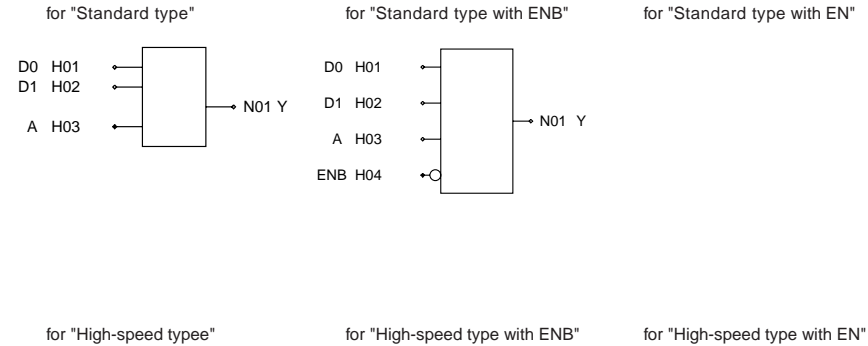 for "Standard type" for "Standard type with ENB" for "Standard type with EN"
D0 H01 D0 H01
D1 H02
D1 H02
N01 Y
N01 Y
A H03
A H03
ENB H04
for "High-speed typee" for "High-speed type with ENB" for "High-speed type with EN"